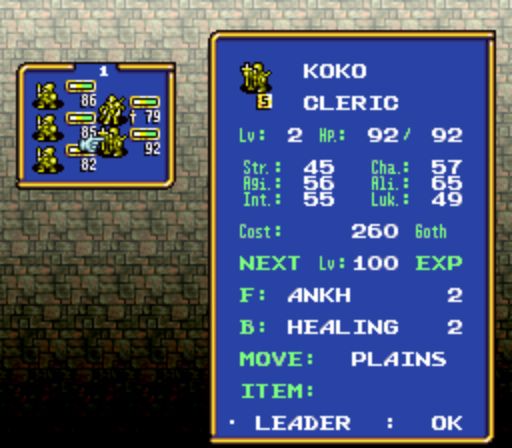 1
86
† 79
85
92
82
KOKO
S
CLERIC
Lv: 2 HP: 92/ 92
Str.: 45 Cha.: 57
Agi.: 56 Ali.: 65
Int.: 55 Luk.: 49
Cost: 260 Goth
NEXT Lv:100 EXP
F: ANKH 2
B: HEALING 2
MOVE: PLAINS
ITEM:
· LEADER : OK